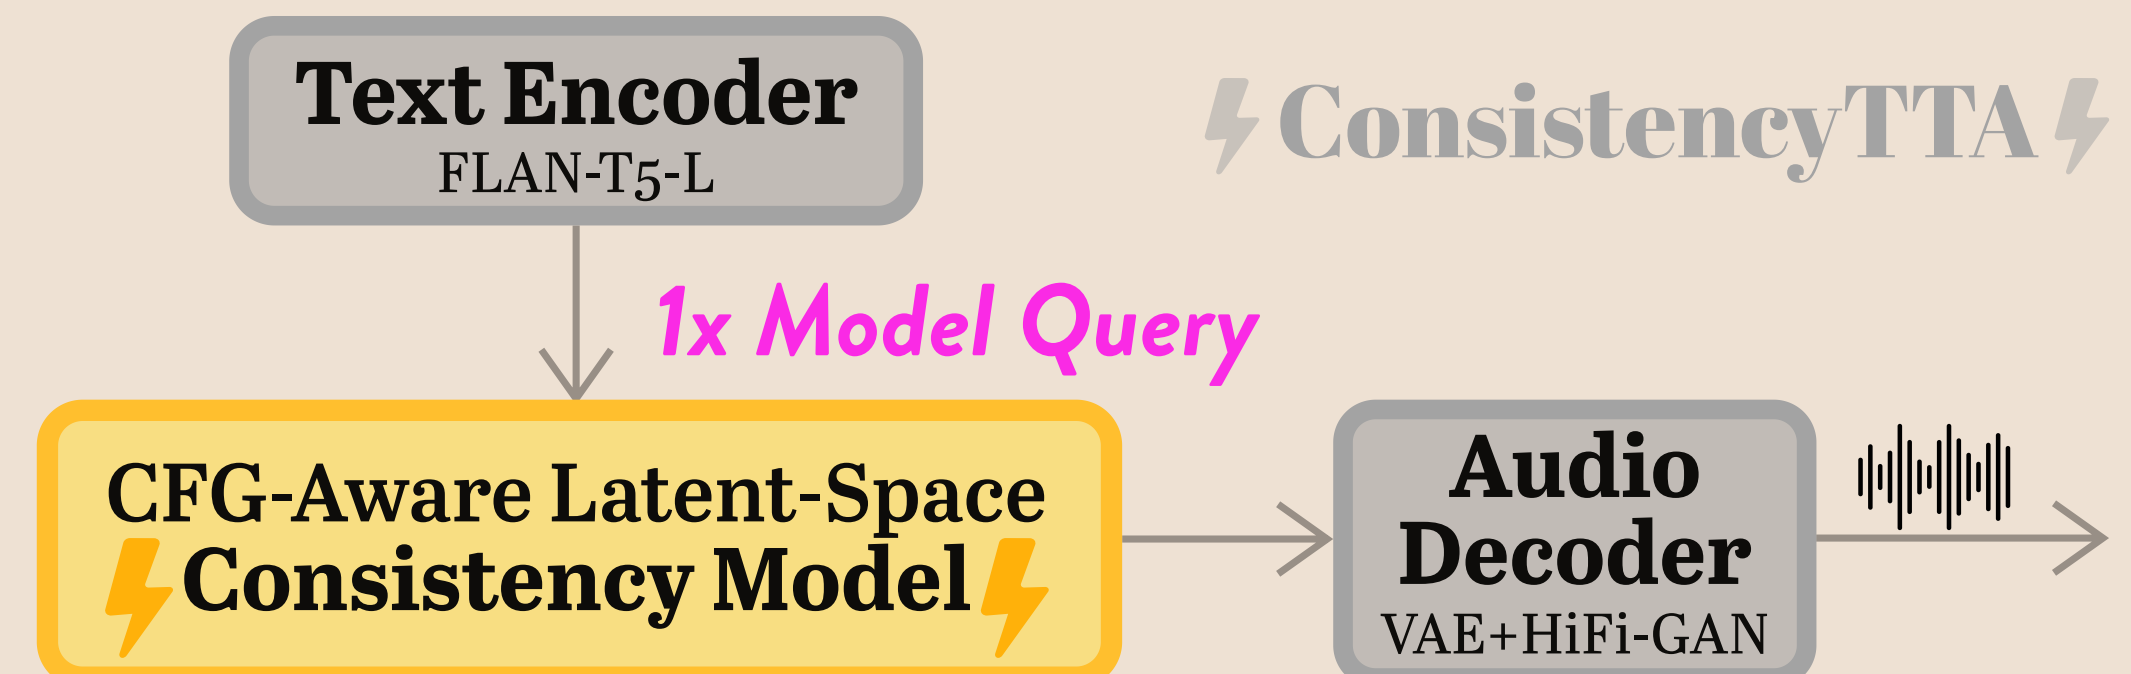 Text Encoder
FLAN-T5-L
ConsistencyTTA
1x Model Query
CFG-Aware Latent-Space
Consistency Model
Audio
Decoder
VAE+HiFi-GAN